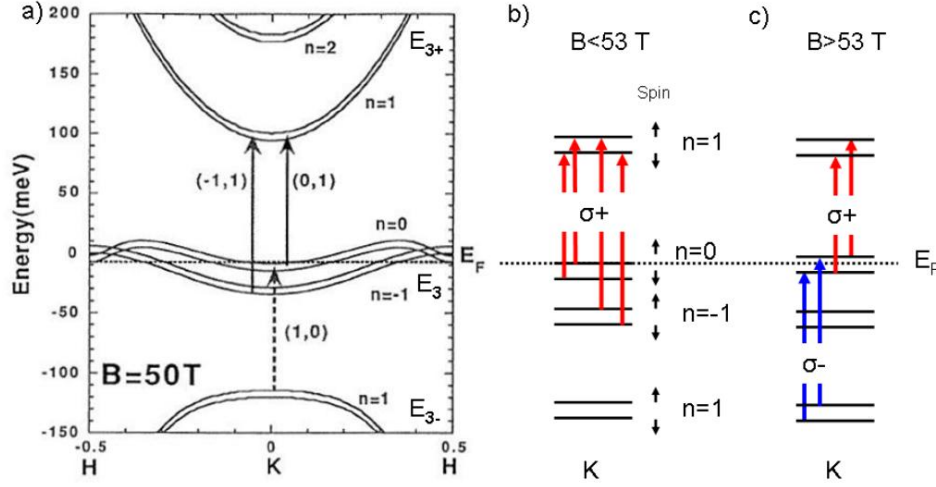 a)
200
150
100
50
0
-50
-100
-150
Energy(meV)
n=2
E3+
n=1
(-1,1)
(0,1)
n=0
EF
E3
n=-1
(1,0)
B=50T
n=1
E3-
-0.5
0
0.5
H
K
H
b)
B<53 T
Spin
n=1
σ+
n=0
n=-1
n=1
K
c)
B>53 T
σ+
EF
σ-
K